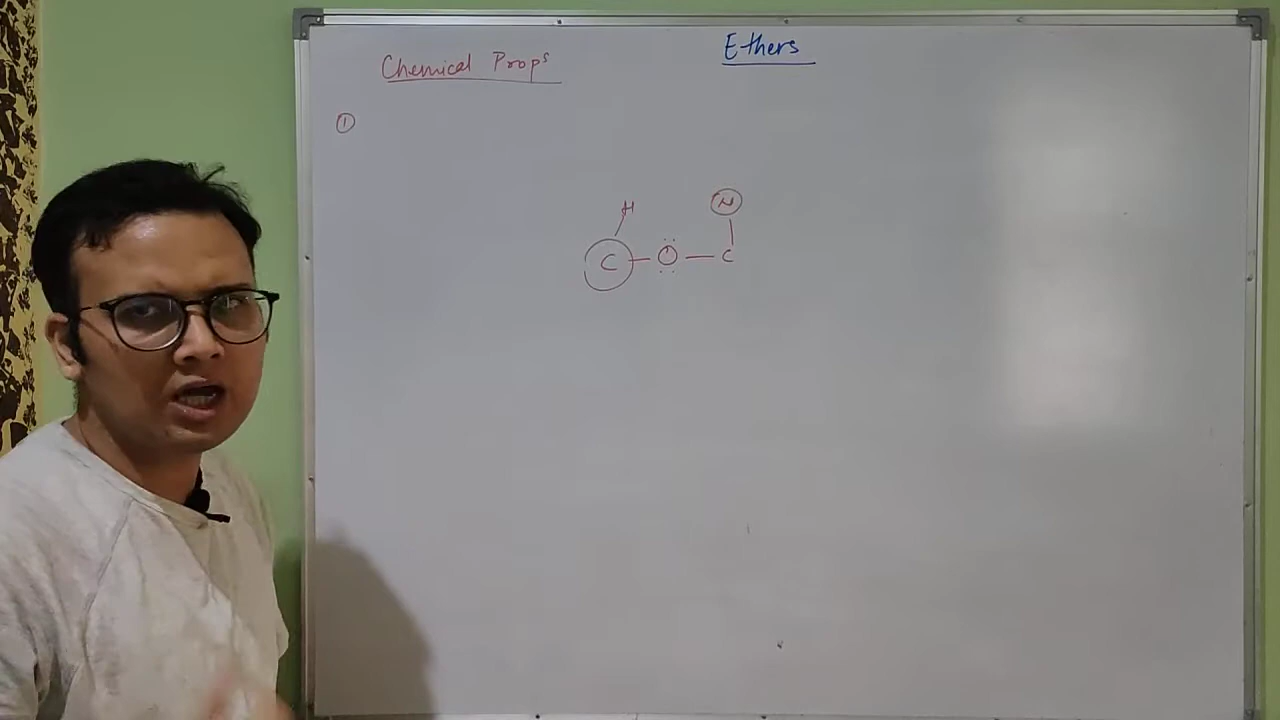 Ethers
Chemical Props
①
H H
C - O - C